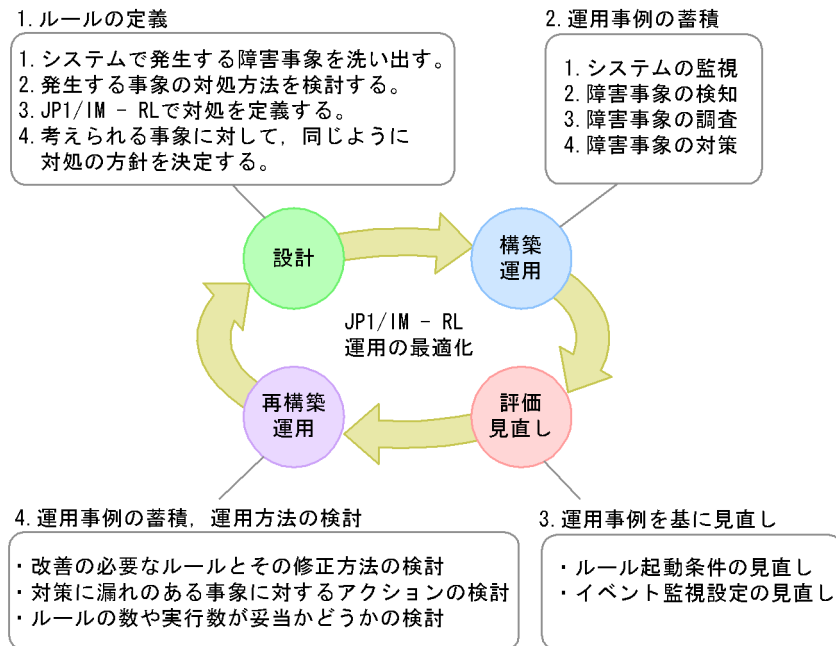 1. ルールの定義
1. システムで発生する障害事象を洗い出す。
2. 発生する事象の対処方法を検討する。
3. JP1/IM - RLで対処を定義する。
4. 考えられる事象に対して，同じように
対処の方針を決定する。
2. 運用事例の蓄積
1. システムの監視
2. 障害事象の検知
3. 障害事象の調査
4. 障害事象の対策
設計
構築
運用
JP1/IM - RL
運用の最適化
再構築
運用
評価
見直し
4. 運用事例の蓄積，運用方法の検討
・改善の必要なルールとその修正方法の検討
・対策に漏れのある事象に対するアクションの検討
・ルールの数や実行数が妥当かどうかの検討
3. 運用事例を基に見直し
・ルール起動条件の見直し
・イベント監視設定の見直し